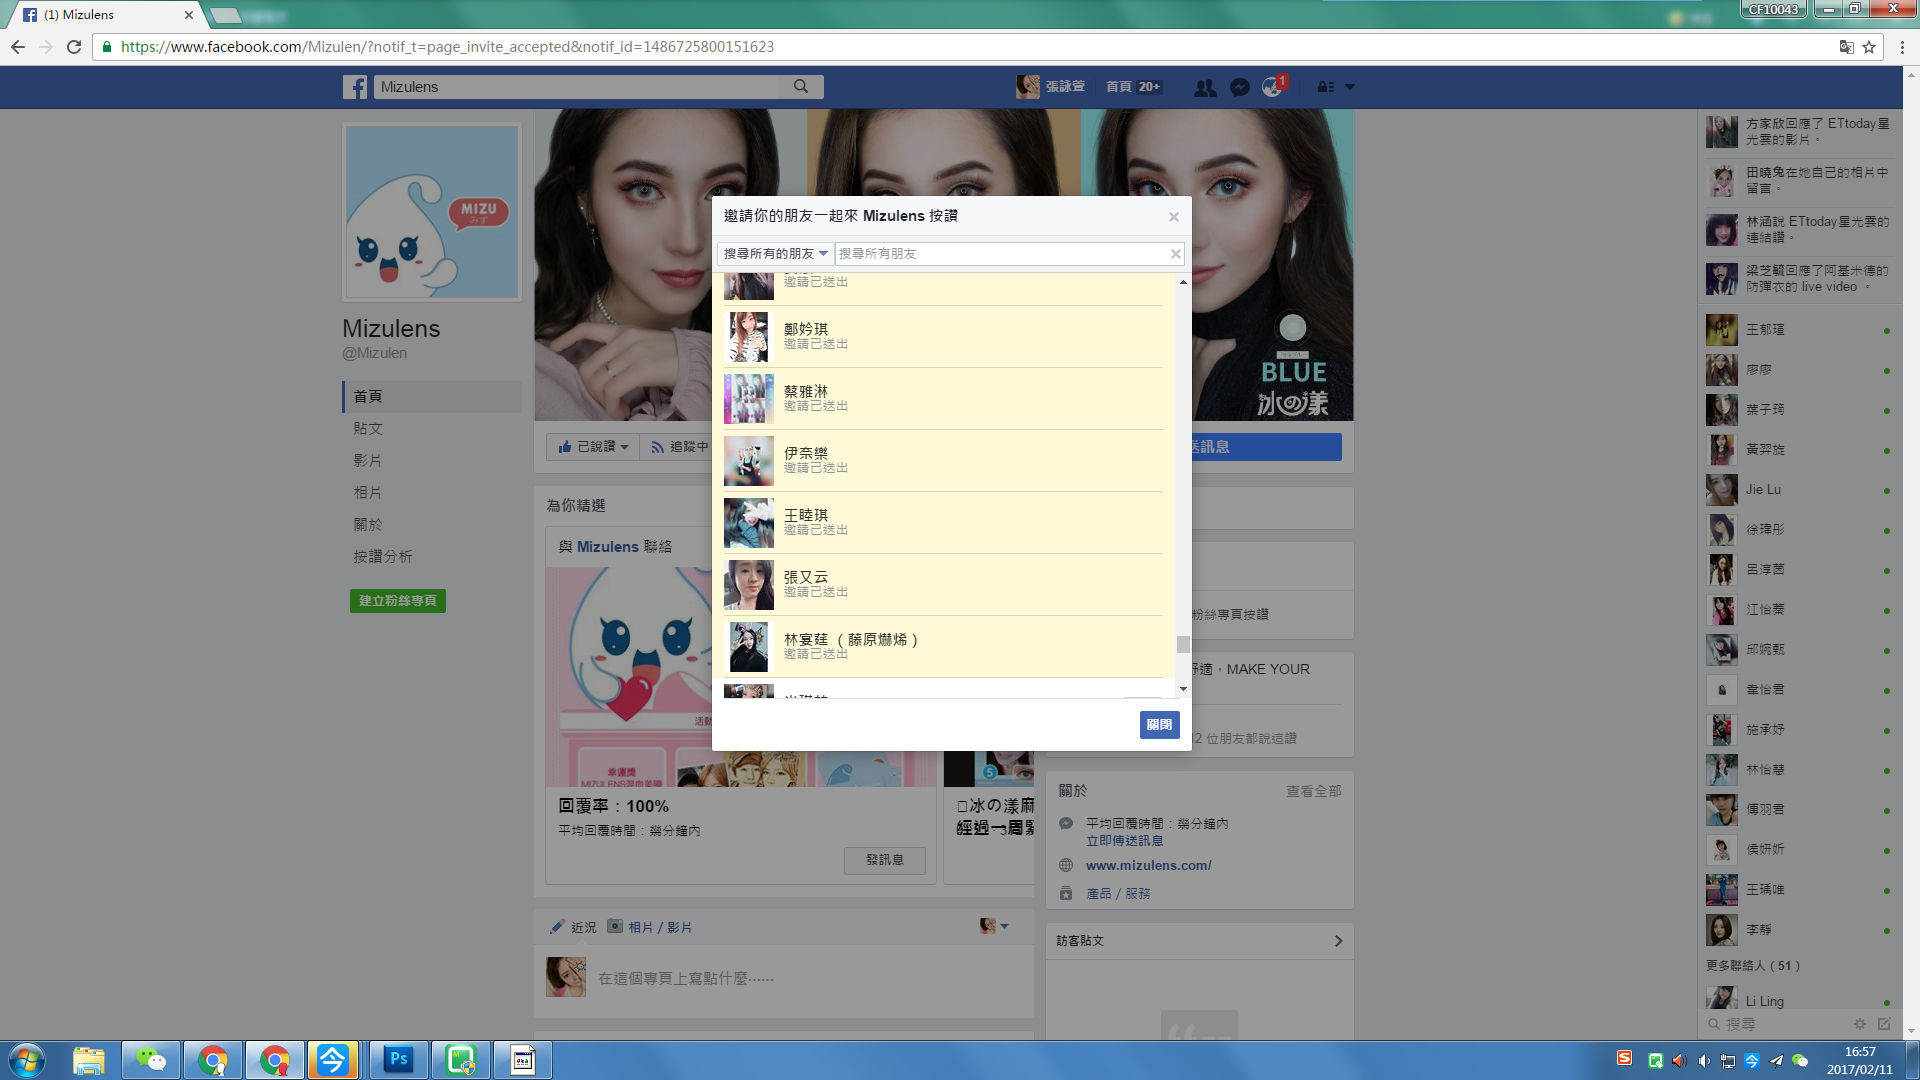 (1) Mizulens
CF10043
https://www.facebook.com/Mizulen/?notif_t=page_invite_accepted&notif_id=1486725800151623
Mizulens
張詠萱
首頁 20+
1
MIZU
みず
Mizulens
@Mizulen
首頁
貼文
影片
相片
關於
按讚分析
建立粉絲專頁
BLUE
冰の漾
已說讚
追蹤中
送訊息
為你精選
與 Mizulens 聯絡
活動
幸運獎
回覆率：100%
平均回覆時間：幾分鐘內
發訊息
冰の漾麻
5
近況
相片 / 影片
在這個專頁上寫點什麼……
邀請你的朋友一起來 Mizulens 按讚
搜尋所有的朋友
搜尋所有朋友
邀請已送出
鄭妗琪
邀請已送出
蔡雅淋
邀請已送出
伊奈樂
邀請已送出
王睦琪
邀請已送出
張又云
邀請已送出
林宴莛 （藤原爀烯）
邀請已送出
關閉
粉絲專頁按讚
舒適，MAKE YOUR
2 位朋友都說這讚
關於
查看全部
平均回覆時間：幾分鐘內
立即傳送訊息
www.mizulens.com/
產品 / 服務
訪客貼文
方家欣回應了 ETtoday星
光雲的影片。
田曉兔在她自己的相片中
留言。
林涵說 ETtoday星光雲的
連結讚。
梁芝毓回應了阿基米德的
防彈衣的 live video 。
王郁瑄
廖廖
葉子筠
黃羿旋
Jie Lu
徐瑋彤
呂淳茵
江怡蓁
邱婉甄
韋怡君
施承妤
林怡慧
傅羽君
侯妍妡
王瑀唯
李靜
更多聯絡人（51）
Li Ling
搜尋
Ps
16:57
2017/02/11